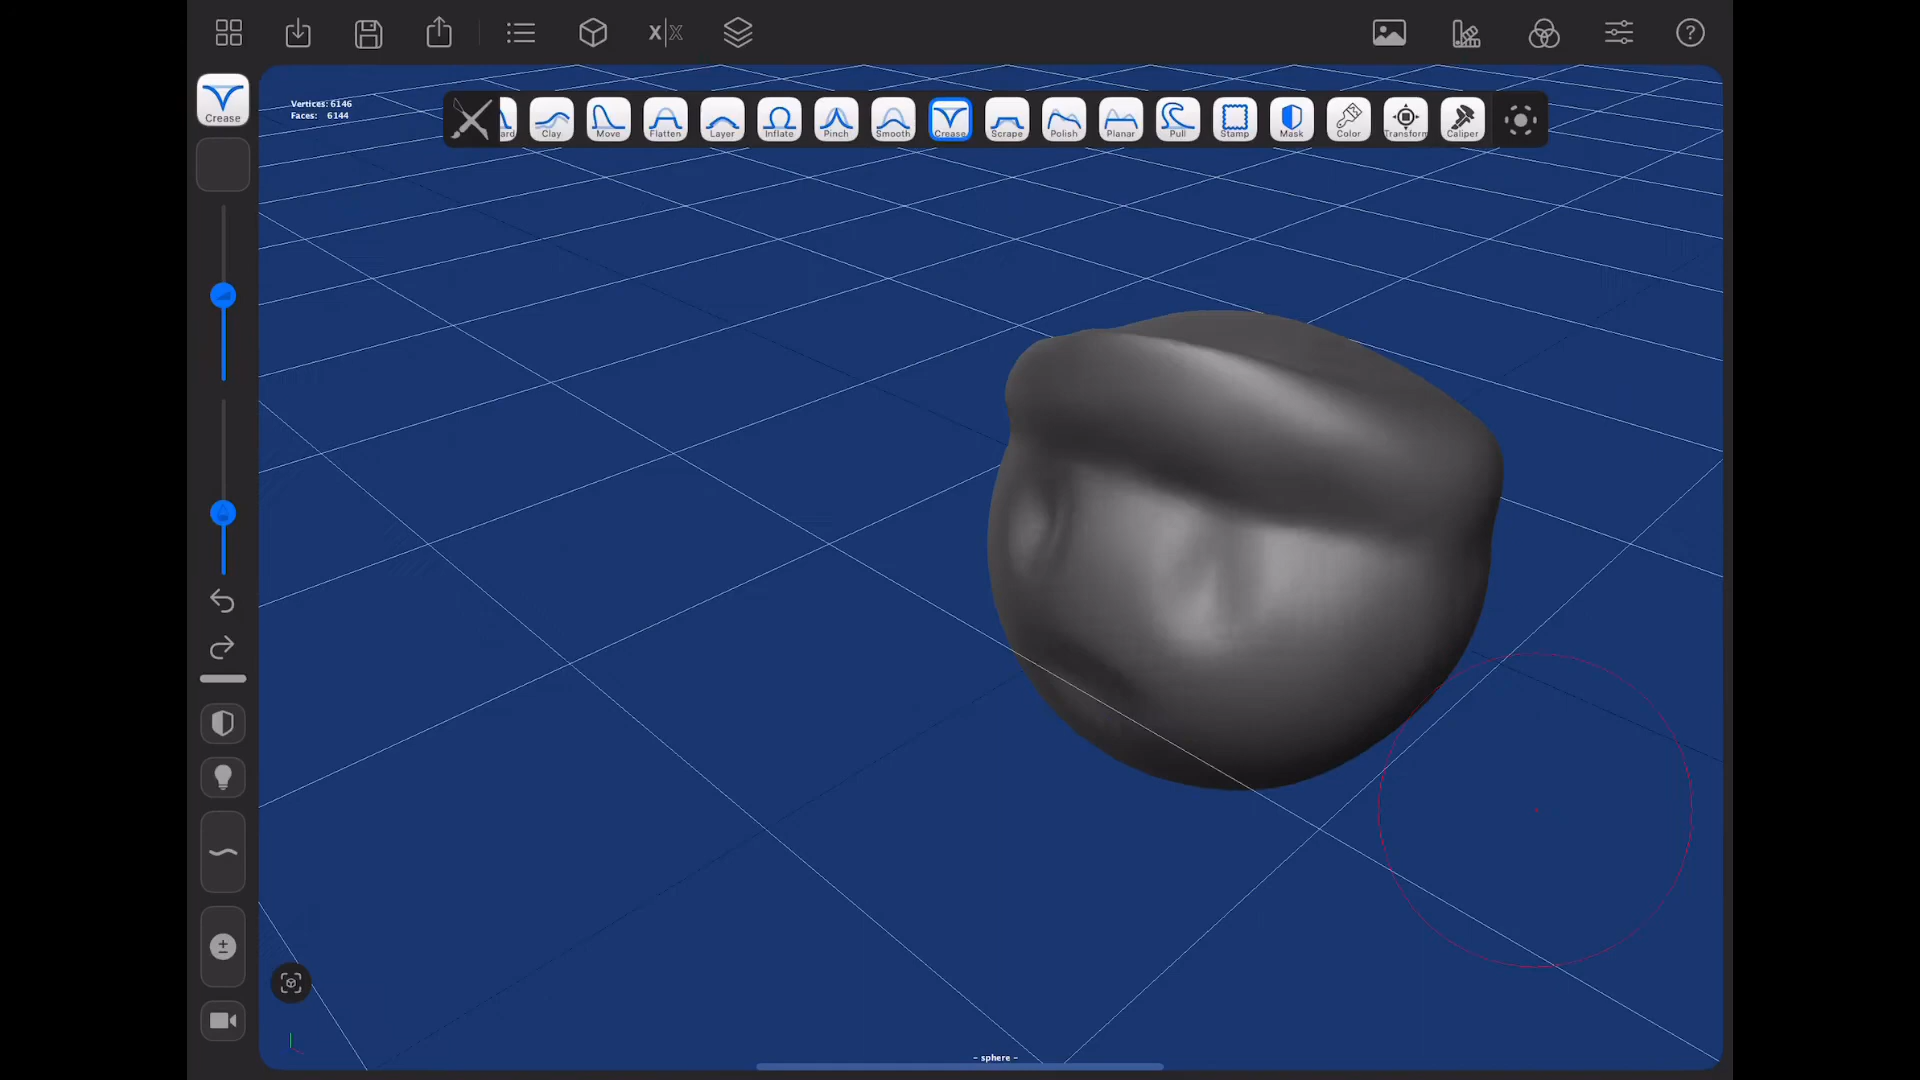 X|X
?
Crease
Vertices: 6146
Faces: 6144
ard
Clay
Move
Flatten
Layer
Inflate
Pinch
Smooth
Crease
Scrape
Polish
Planar
Pull
Stamp
Mask
Color
Transform
Caliper
– sphere –